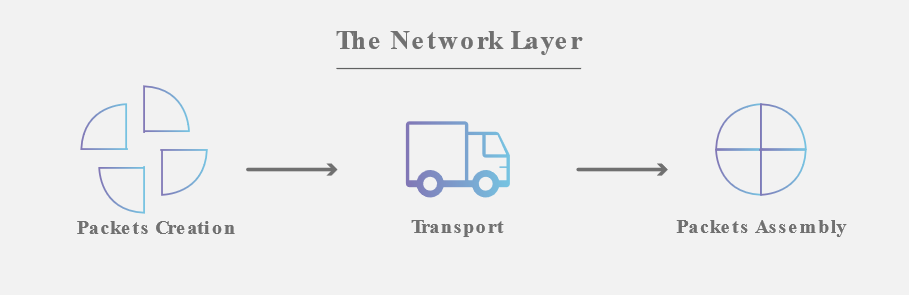 The Network Layer
Packets Creation
Transport
Packets Assembly